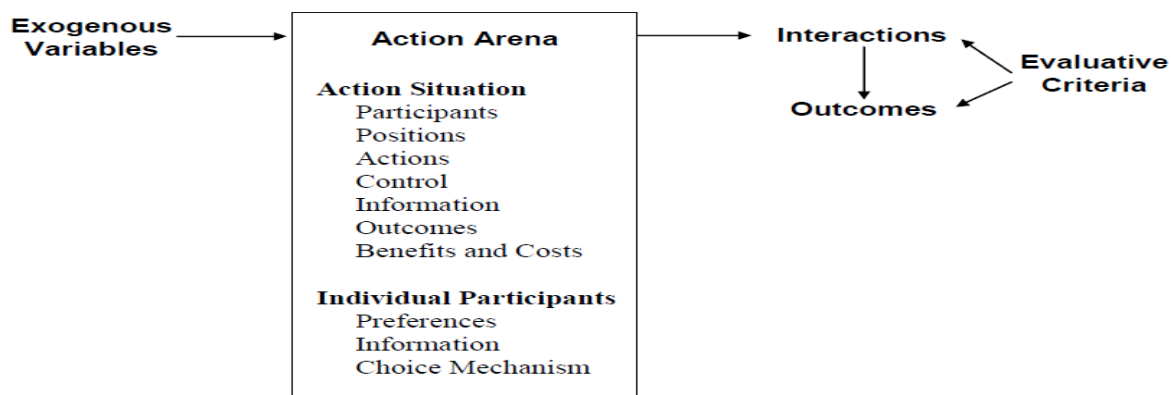 Exogenous
Variables
Action Arena
Action Situation
Participants
Positions
Actions
Control
Information
Outcomes
Benefits and Costs
Individual Participants
Preferences
Information
Choice Mechanism
Interactions
Outcomes
Evaluative
Criteria